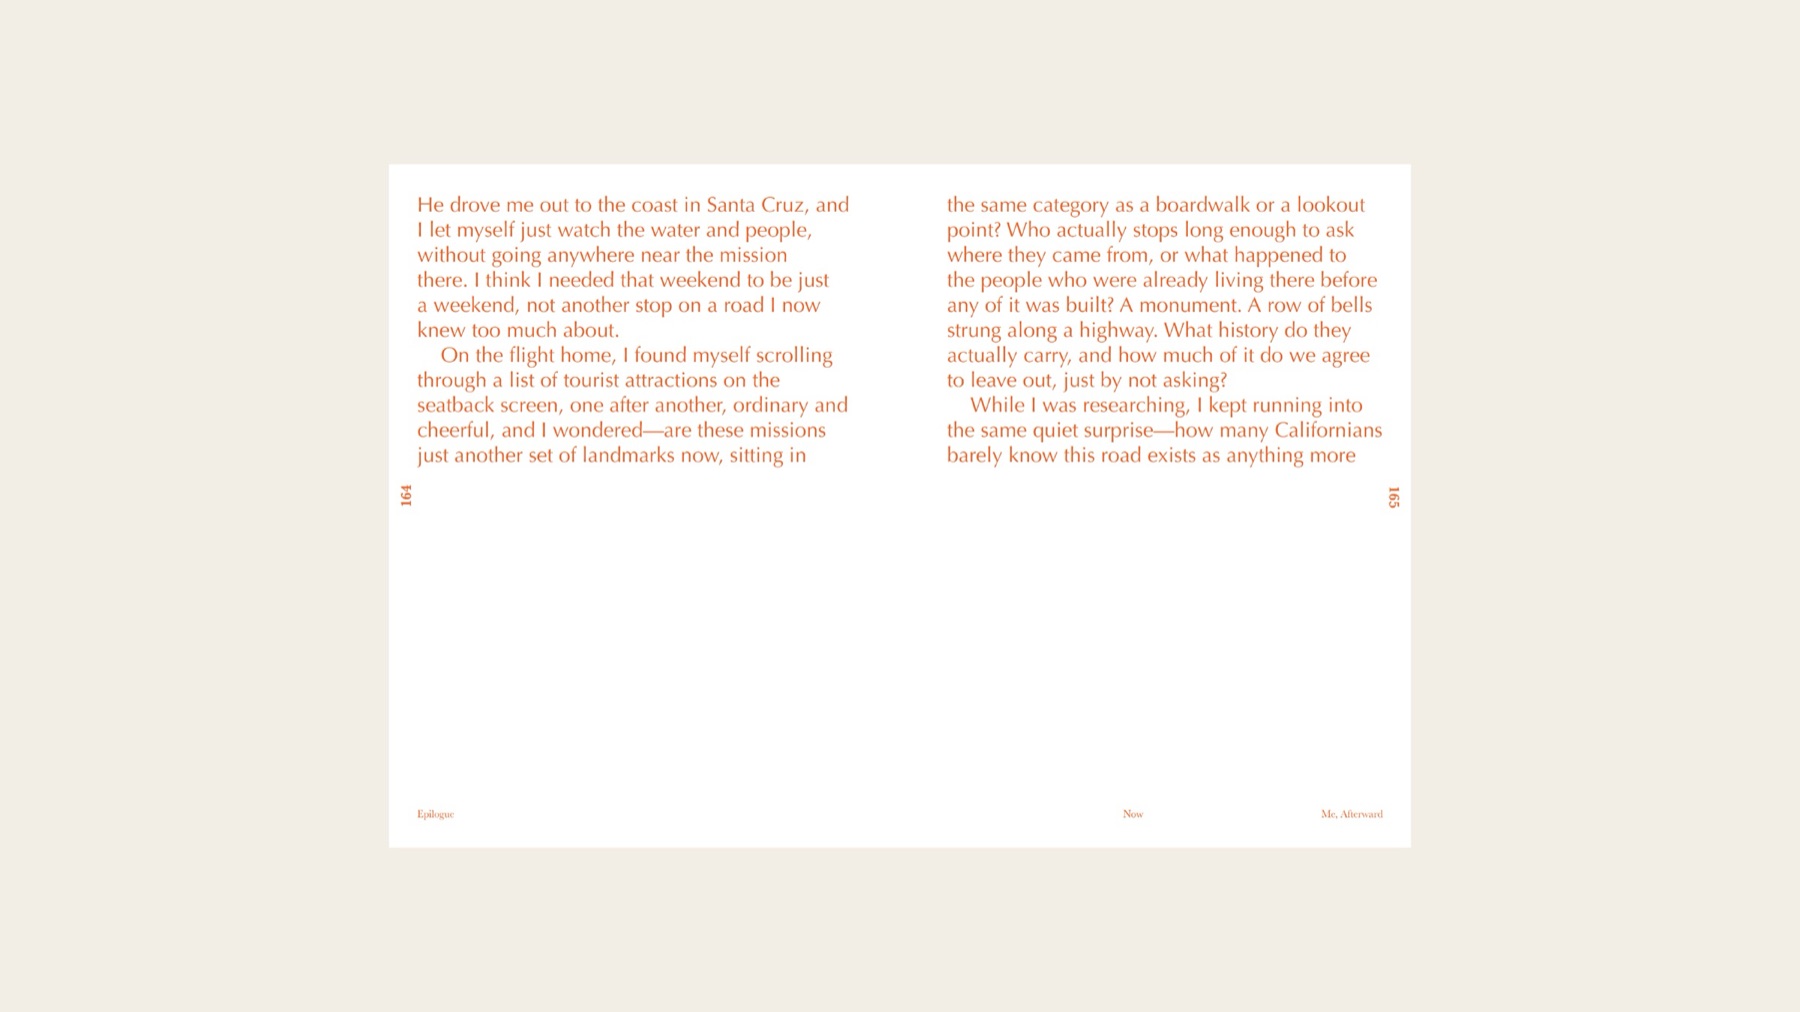 He drove me out to the coast in Santa Cruz, and
I let myself just watch the water and people,
without going anywhere near the mission
there. I think I needed that weekend to be just
a weekend, not another stop on a road I now
knew too much about.
On the flight home, I found myself scrolling
through a list of tourist attractions on the
seatback screen, one after another, ordinary and
cheerful, and I wondered—are these missions
just another set of landmarks now, sitting in
164
Epilogue
the same category as a boardwalk or a lookout
point? Who actually stops long enough to ask
where they came from, or what happened to
the people who were already living there before
any of it was built? A monument. A row of bells
strung along a highway. What history do they
actually carry, and how much of it do we agree
to leave out, just by not asking?
While I was researching, I kept running into
the same quiet surprise—how many Californians
barely know this road exists as anything more
165
Now
Me, Afterward